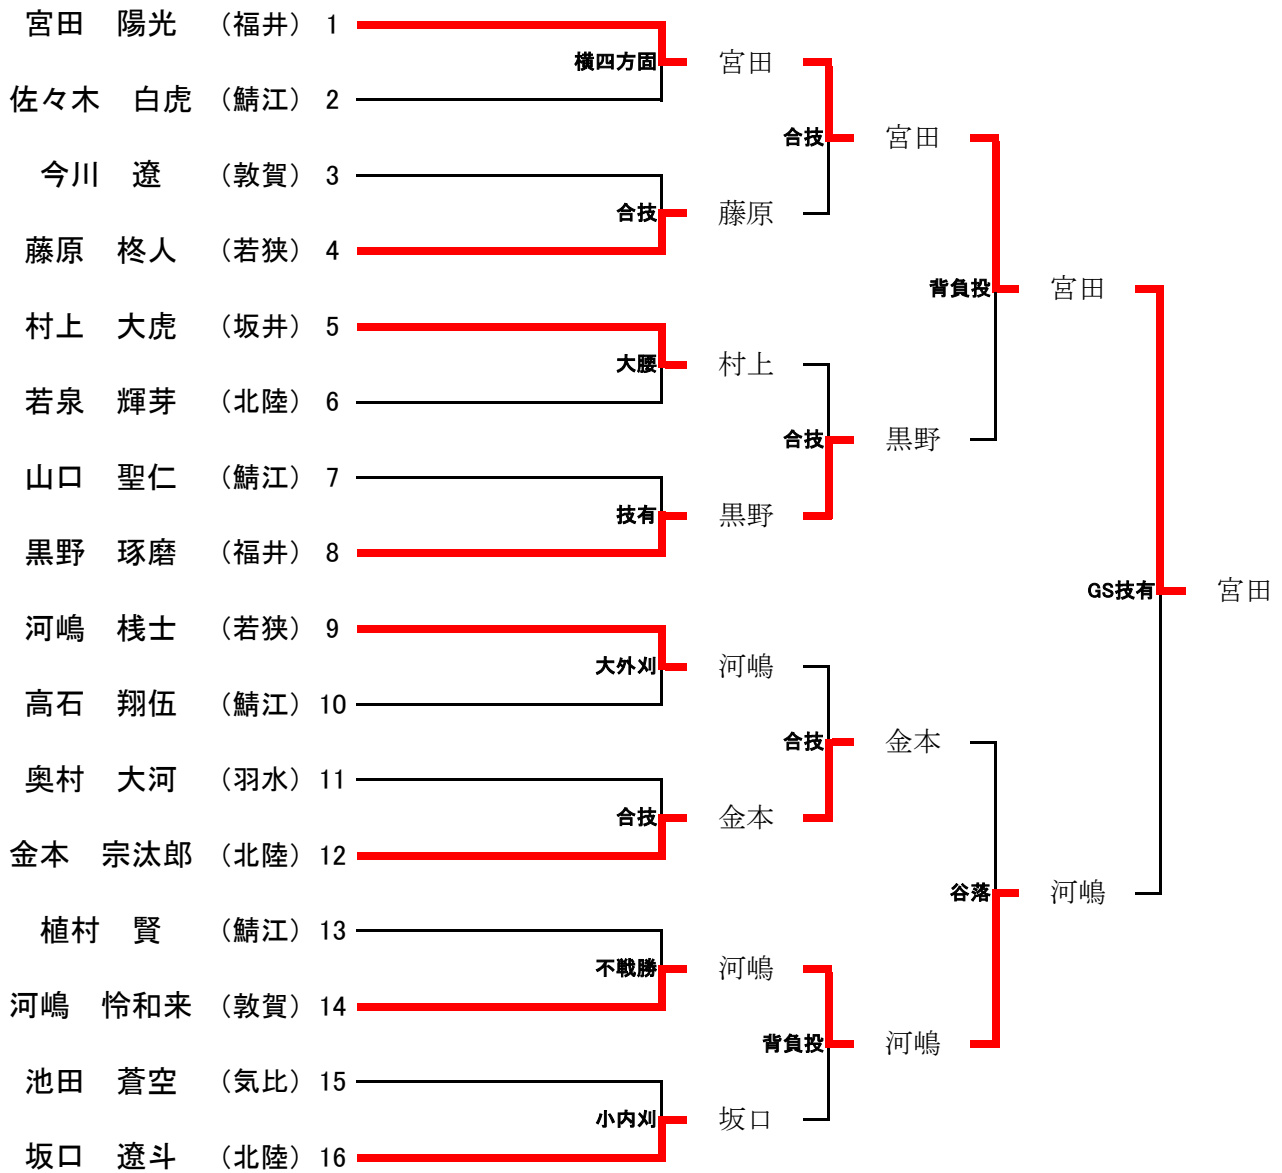 宮田　陽光　（福井） 1
横四方固
宮田
佐々木　白虎 （鯖江） 2
合技
宮田
今川　遼　（敦賀） 3
合技
藤原
藤原　柊人　（若狭） 4
背負投
宮田
村上　大虎　（坂井） 5
大腰
村上
若泉　輝芽　（北陸） 6
合技
黒野
山口　聖仁　（鯖江） 7
技有
黒野
黒野　琢磨　（福井） 8
GS技有
宮田
河嶋　桟士　（若狭） 9
大外刈
河嶋
高石　翔伍　（鯖江） 10
合技
金本
奥村　大河　（羽水） 11
合技
金本
金本　宗汰郎 （北陸） 12
谷落
河嶋
植村　賢　（鯖江） 13
不戦勝
河嶋
河嶋　怜和来 （敦賀） 14
背負投
河嶋
池田　蒼空　（気比） 15
小内刈
坂口
坂口　遼斗　（北陸） 16